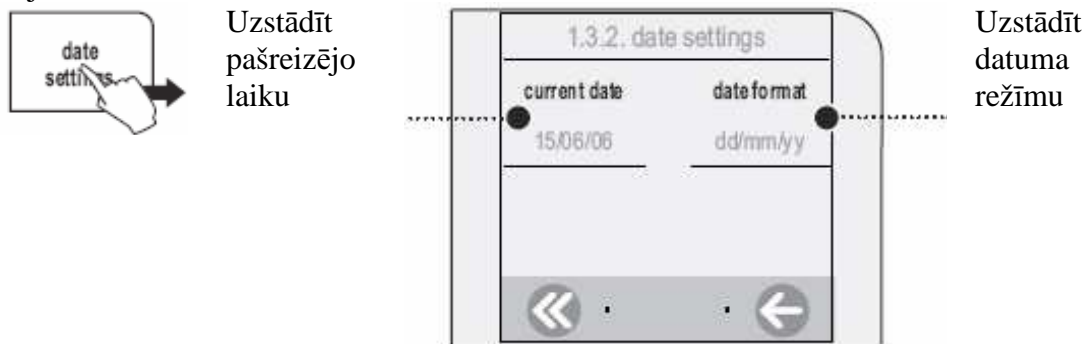 date
settings
Uzstādīt
pašreizējo
laiku
1.3.2. date settings
current date
date format
15/06/06
dd/mm/yy
Uzstādīt
datuma
režīmu